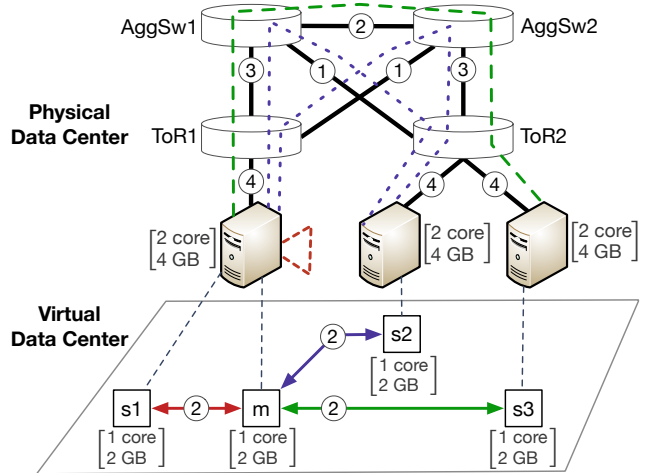 AggSw1
2
AggSw2
3
1
1
3
Physical
Data Center
ToR1
ToR2
4
4
4
[2 core
4 GB]
[2 core
4 GB]
[2 core
4 GB]
Virtual
Data Center
2
s2
[1 core
2 GB]
s1
2
m
2
s3
[1 core
2 GB]
[1 core
2 GB]
[1 core
2 GB]